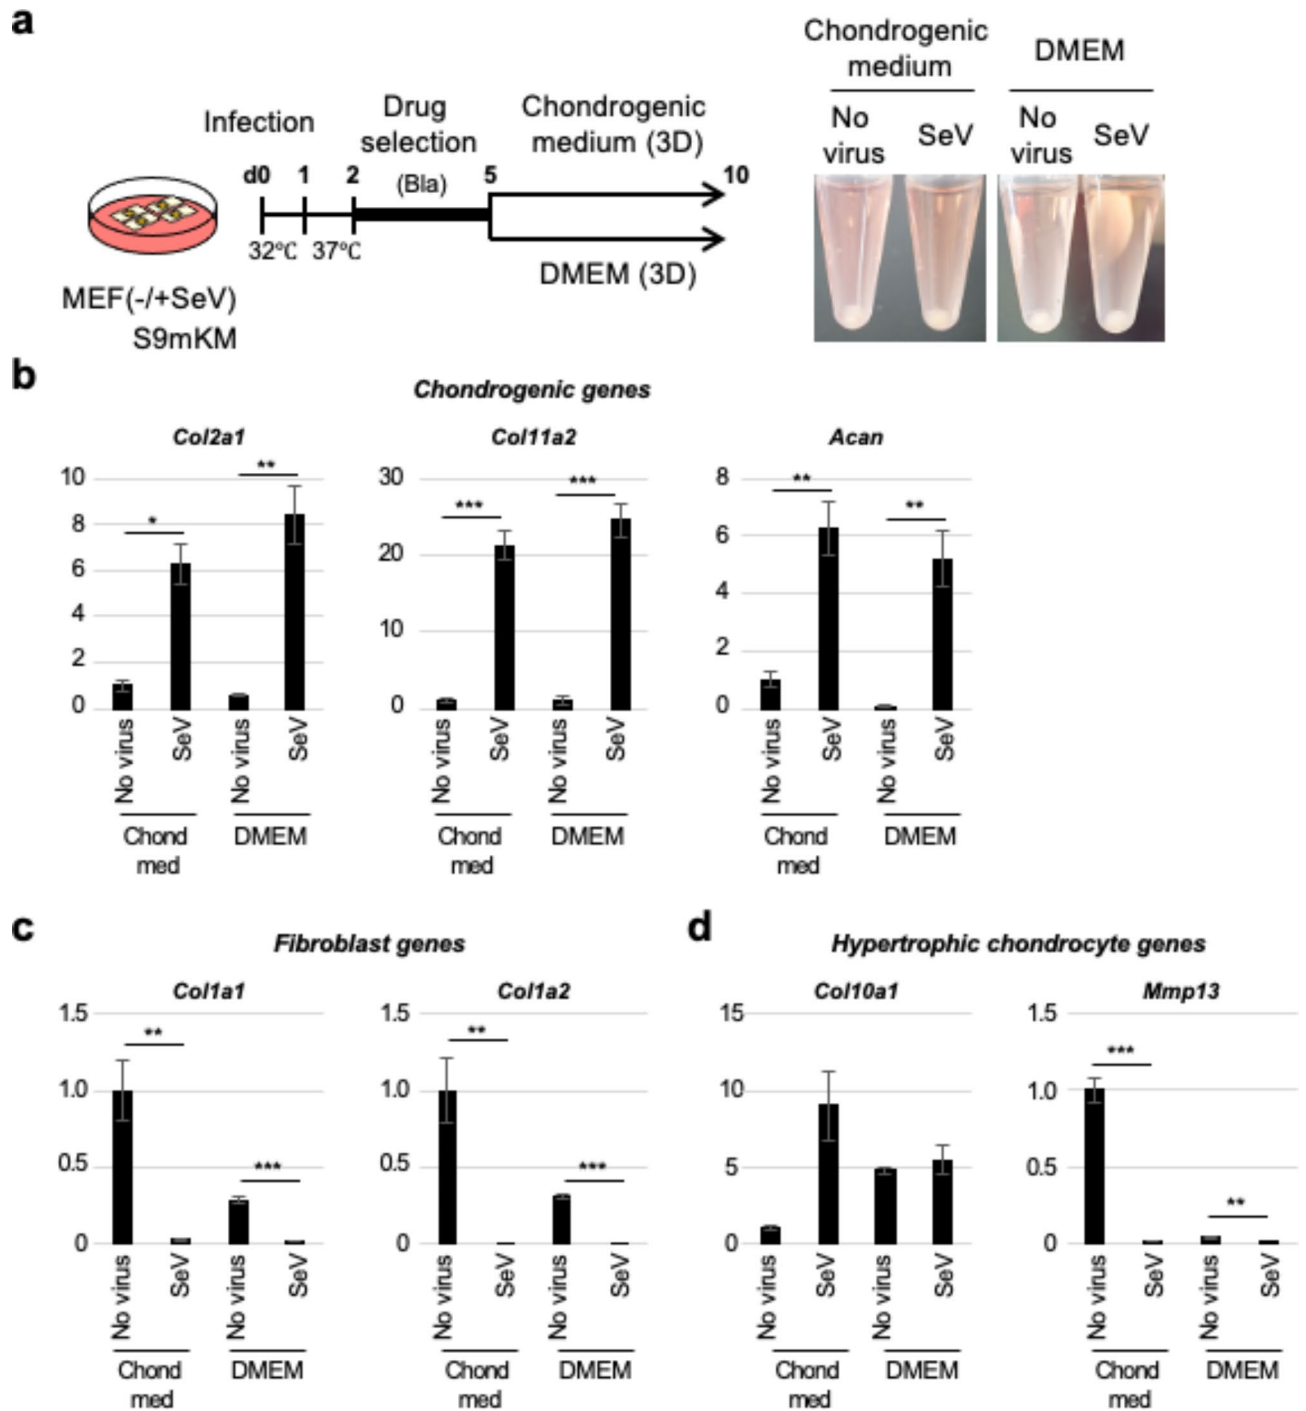 a
Chondrogenic
medium
DMEM
No
virus
SeV
No
virus
SeV
Infection
Drug
selection
(Bla)
Chondrogenic
medium (3D)
d0 1 2 5 10
32℃ 37℃
DMEM (3D)
MEF(-/+SeV)
S9mKM
b
Chondrogenic genes
Col2a1
10
8
6
4
2
0
*
**
No virus
SeV
No virus
SeV
Chond
med
DMEM
Col11a2
30
20
10
0
***
***
No virus
SeV
No virus
SeV
Chond
med
DMEM
Acan
8
6
4
2
0
**
**
No virus
SeV
No virus
SeV
Chond
med
DMEM
c
Fibroblast genes
Col1a1
1.5
1.0
0.5
0
**
***
No virus
SeV
No virus
SeV
Chond
med
DMEM
Col1a2
1.5
1.0
0.5
0
**
***
No virus
SeV
No virus
SeV
Chond
med
DMEM
d
Hypertrophic chondrocyte genes
Col10a1
15
10
5
0
No virus
SeV
No virus
SeV
Chond
med
DMEM
Mmp13
1.5
1.0
0.5
0
***
**
No virus
SeV
No virus
SeV
Chond
med
DMEM